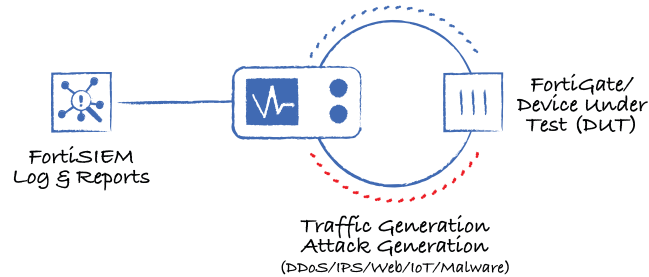 FortiGate/
Device Under
Test (DUT)
FortiSIEM
Log & Reports
Traffic Generation
Attack Generation
(DDoS/IPS/Web/IoT/Malware)